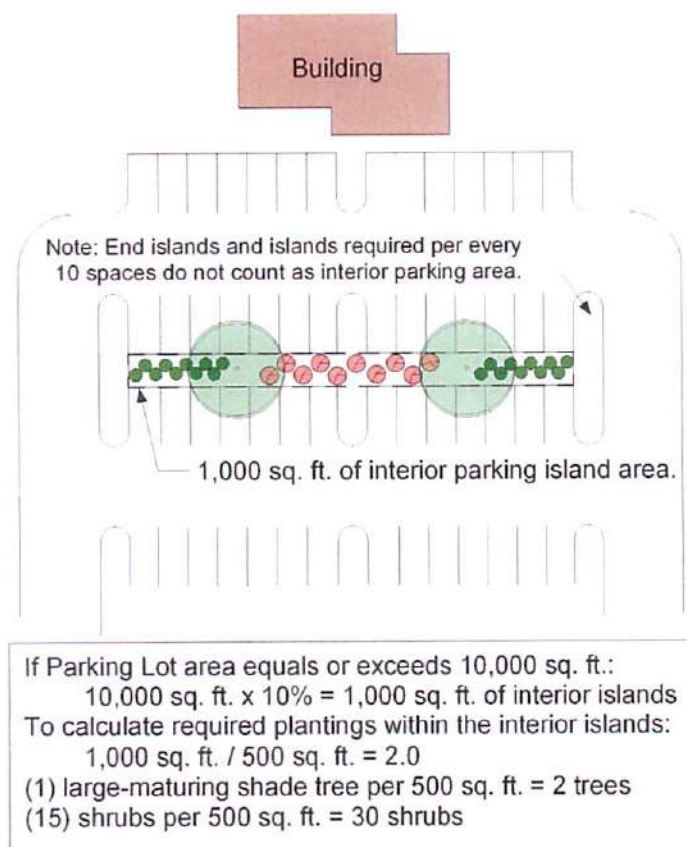 Building
Note: End islands and islands required per every
10 spaces do not count as interior parking area.
1,000 sq. ft. of interior parking island area.
If Parking Lot area equals or exceeds 10,000 sq. ft.:
10,000 sq. ft. x 10% = 1,000 sq. ft. of interior islands
To calculate required plantings within the interior islands:
1,000 sq. ft. / 500 sq. ft. = 2.0
(1) large-maturing shade tree per 500 sq. ft. = 2 trees
(15) shrubs per 500 sq. ft. = 30 shrubs